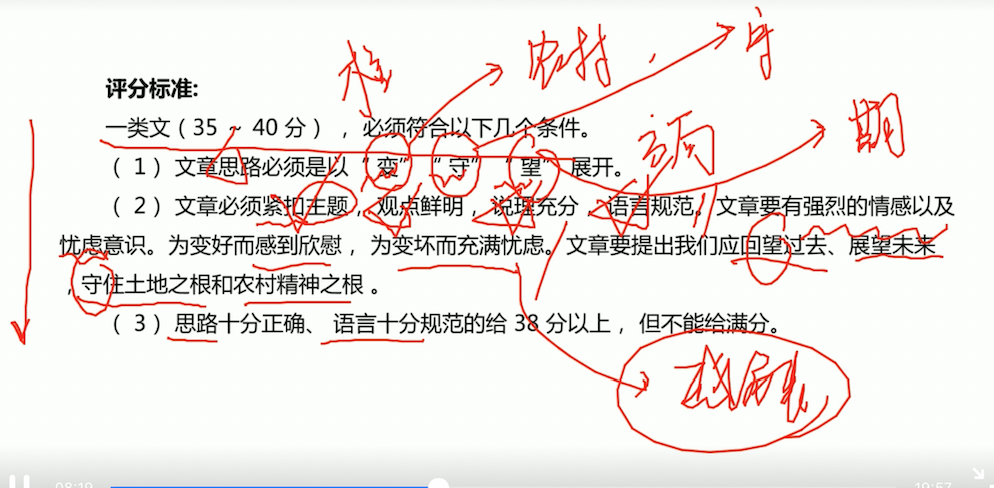 农村
守
期
评分标准:
一类文（35 ~ 40 分），必须符合以下几个条件。
（1）文章思路必须是以“变”“守”“望”展开。
（2）文章必须紧扣主题，观点鲜明，说理充分，语言规范。文章要有强烈的情感以及
忧虑意识。为变好而感到欣慰，为变坏而充满忧虑。文章要提出我们应回望过去、展望未来
，守住土地之根和农村精神之根。
（3）思路十分正确、语言十分规范的给 38 分以上，但不能给满分。
08:19
19:57